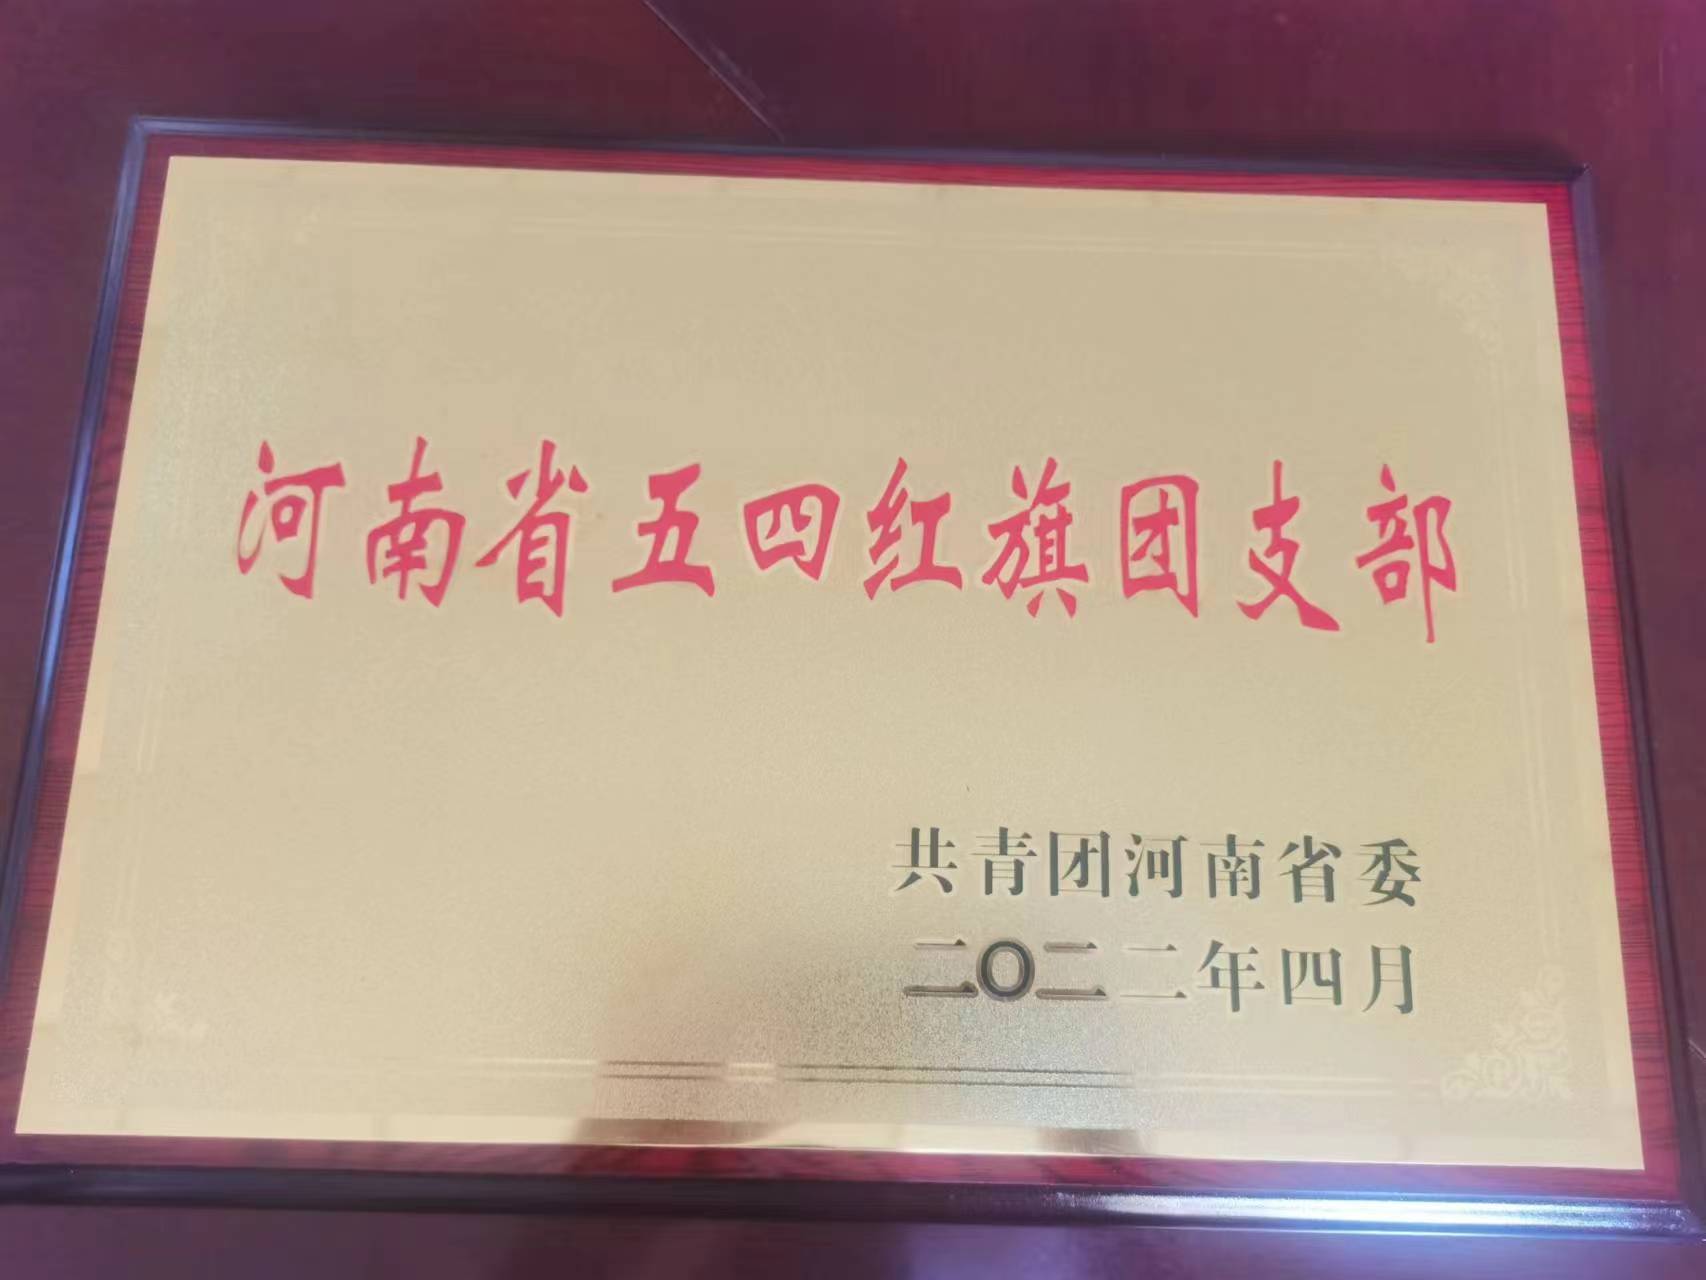 河南省五四红旗团支部
共青团河南省委
二〇二二年四月